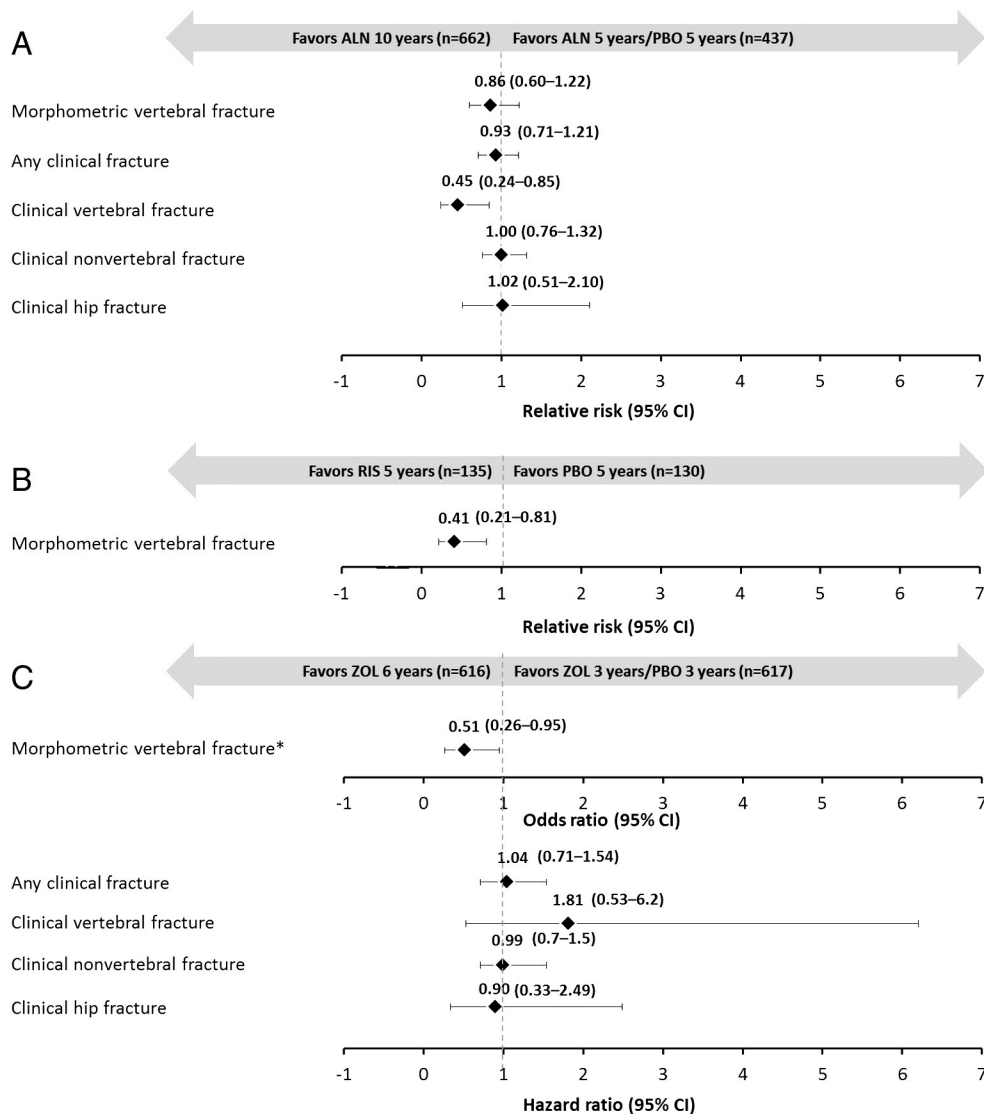 A
Favors ALN 10 years (n=662) Favors ALN 5 years/PBO 5 years (n=437)
0.86 (0.60–1.22)
Morphometric vertebral fracture
0.93 (0.71–1.21)
Any clinical fracture
0.45 (0.24–0.85)
Clinical vertebral fracture
1.00 (0.76–1.32)
Clinical nonvertebral fracture
1.02 (0.51–2.10)
Clinical hip fracture
-1 0 1 2 3 4 5 6 7
Relative risk (95% CI)
B
Favors RIS 5 years (n=135) Favors PBO 5 years (n=130)
0.41 (0.21–0.81)
Morphometric vertebral fracture
-1 0 1 2 3 4 5 6 7
Relative risk (95% CI)
C
Favors ZOL 6 years (n=616) Favors ZOL 3 years/PBO 3 years (n=617)
0.51 (0.26–0.95)
Morphometric vertebral fracture*
-1 0 1 2 3 4 5 6 7
Odds ratio (95% CI)
1.04 (0.71–1.54)
Any clinical fracture
1.81 (0.53–6.2)
Clinical vertebral fracture
0.99 (0.7–1.5)
Clinical nonvertebral fracture
0.90 (0.33–2.49)
Clinical hip fracture
-1 0 1 2 3 4 5 6 7
Hazard ratio (95% CI)